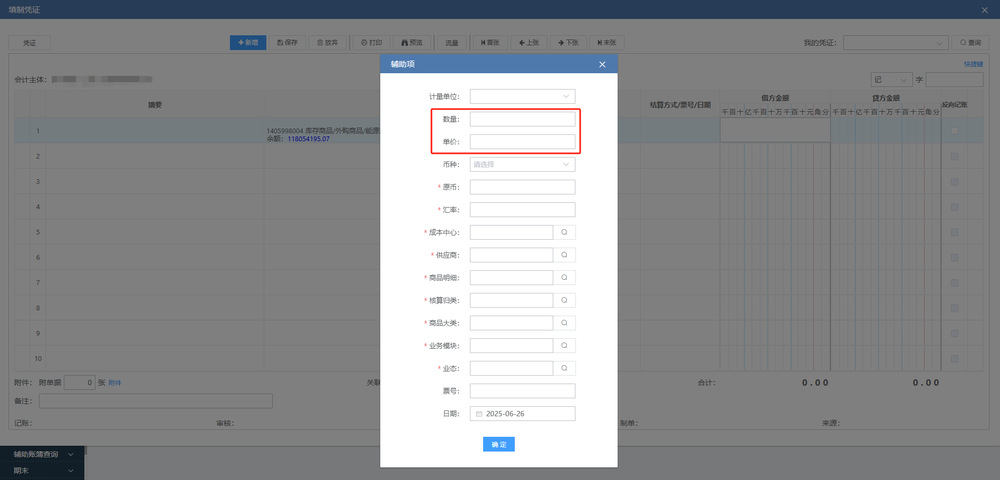 填制凭证
凭证
新增 保存 放弃 打印 预览 流量 首张 上张 下张 末张
我的凭证： 查询
快捷键
会计主体：
记 字
摘要 结算方式/票号/日期 借方金额 贷方金额 反向记账
千百十亿千百十万千百十元角分 千百十亿千百十万千百十元角分
1 1405998004 库存商品/外购商品/能源
余额：118054195.07
2
3
4
5
6
7
8
9
10
附件： 附单据 0 张 附件 关联 合计： 0.00 0.00
备注：
记账： 审核： 制单： 来源：
辅助账簿查询
期末
辅助项
计量单位：
数量：
单价：
币种： 请选择
* 原币：
* 汇率：
* 成本中心：
* 供应商：
* 商品明细：
* 核算归类：
* 商品大类：
* 业务模块：
* 业态：
票号：
日期： 2025-06-26
确 定